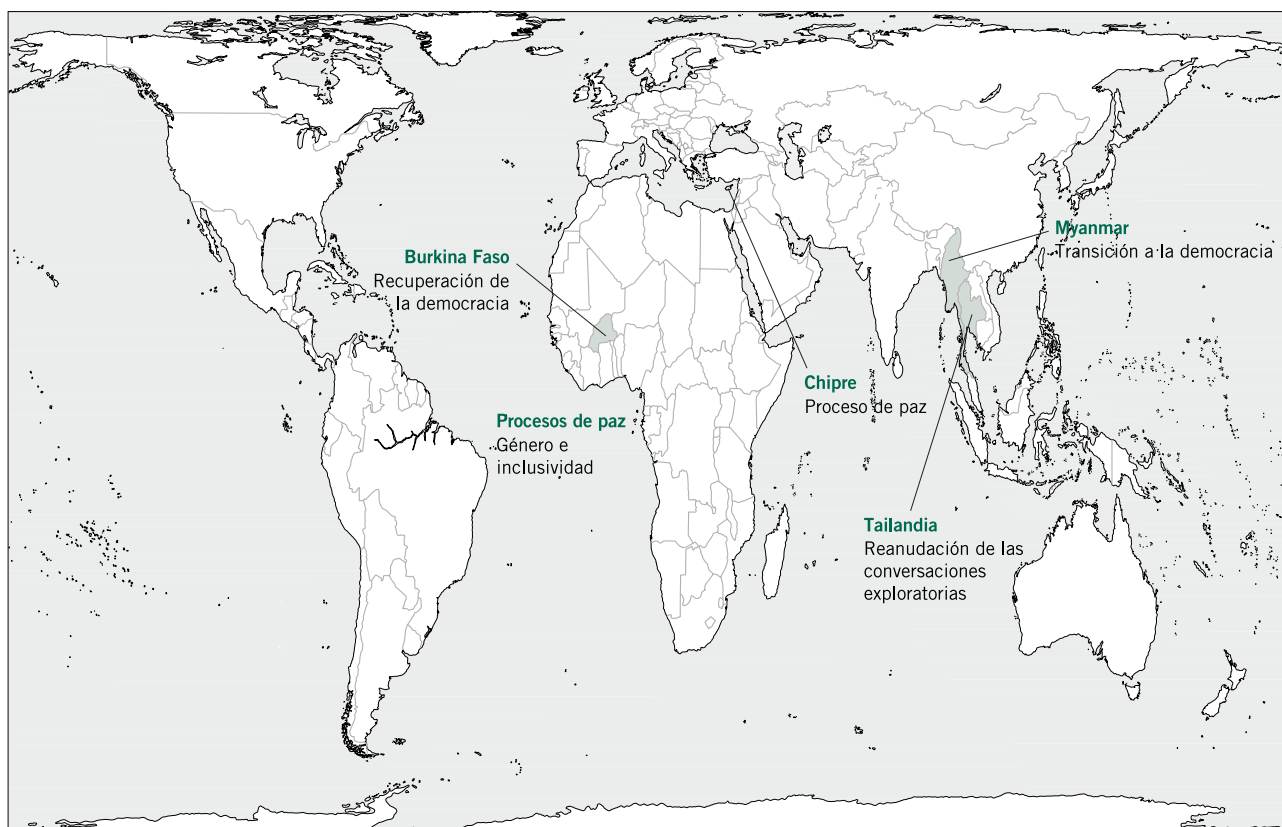 Burkina Faso
Recuperación de
la democracia
Procesos de paz
Género e
inclusividad
Chipre
Proceso de paz
Myanmar
Transición a la democracia
Tailandia
Reanudación de las
conversaciones
exploratorias